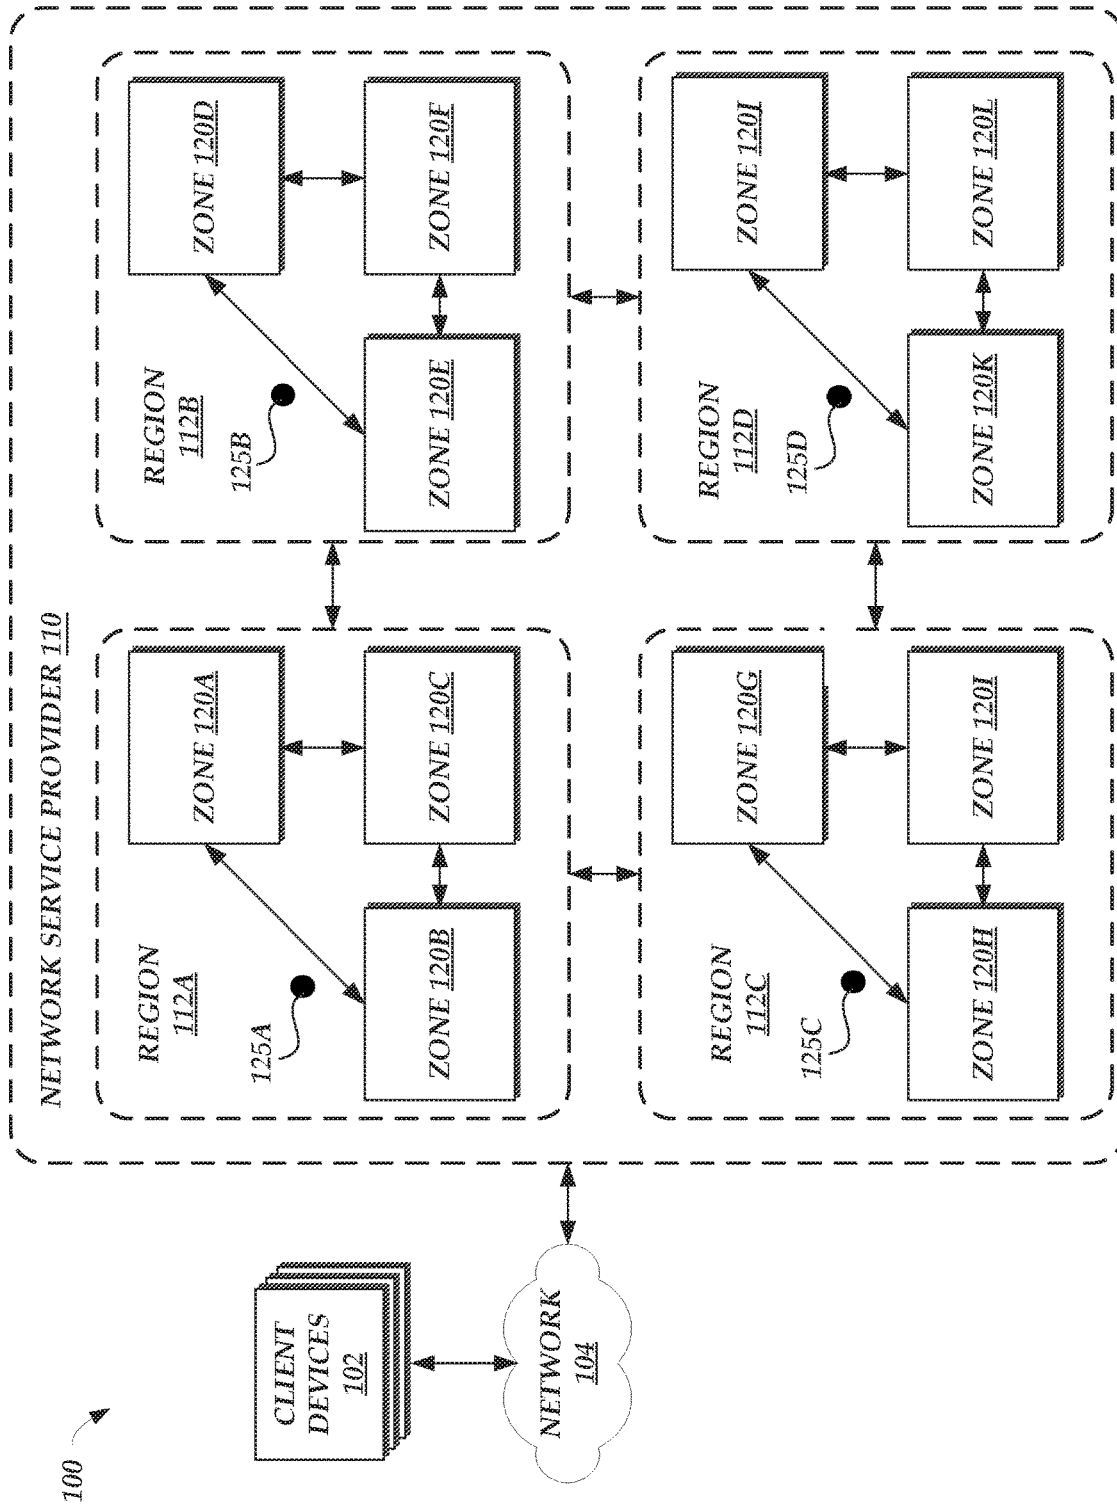 100
CLIENT
DEVICES
102
NETWORK
104
NETWORK SERVICE PROVIDER 110
REGION
112A
125A
ZONE 120A
ZONE 120B
ZONE 120C
REGION
112B
125B
ZONE 120D
ZONE 120E
ZONE 120F
REGION
112C
125C
ZONE 120G
ZONE 120H
ZONE 120I
REGION
112D
125D
ZONE 120J
ZONE 120K
ZONE 120L